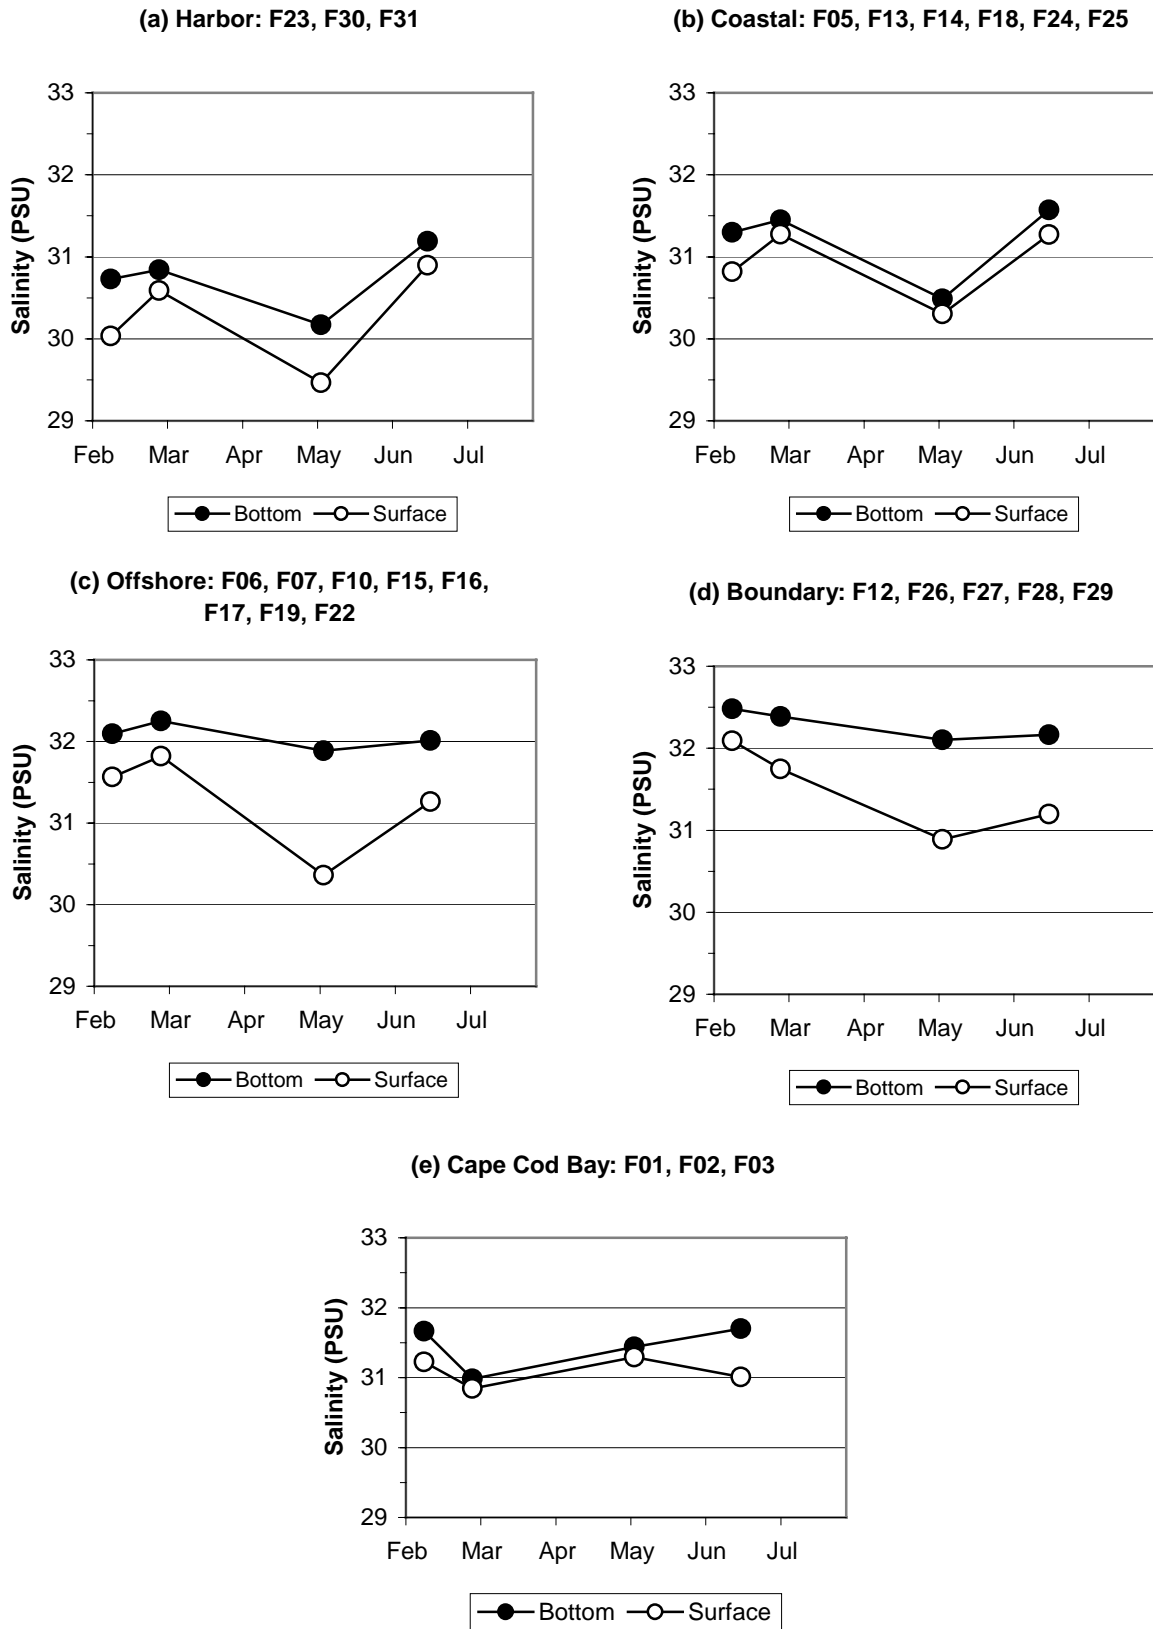 (a) Harbor: F23, F30, F31
33
32
31
30
29
Salinity (PSU)
Feb Mar Apr May Jun Jul
Bottom Surface
(b) Coastal: F05, F13, F14, F18, F24, F25
33
32
31
30
29
Salinity (PSU)
Feb Mar Apr May Jun Jul
Bottom Surface
(c) Offshore: F06, F07, F10, F15, F16,
F17, F19, F22
33
32
31
30
29
Salinity (PSU)
Feb Mar Apr May Jun Jul
Bottom Surface
(d) Boundary: F12, F26, F27, F28, F29
33
32
31
30
29
Salinity (PSU)
Feb Mar Apr May Jun Jul
Bottom Surface
(e) Cape Cod Bay: F01, F02, F03
33
32
31
30
29
Salinity (PSU)
Feb Mar Apr May Jun Jul
Bottom Surface